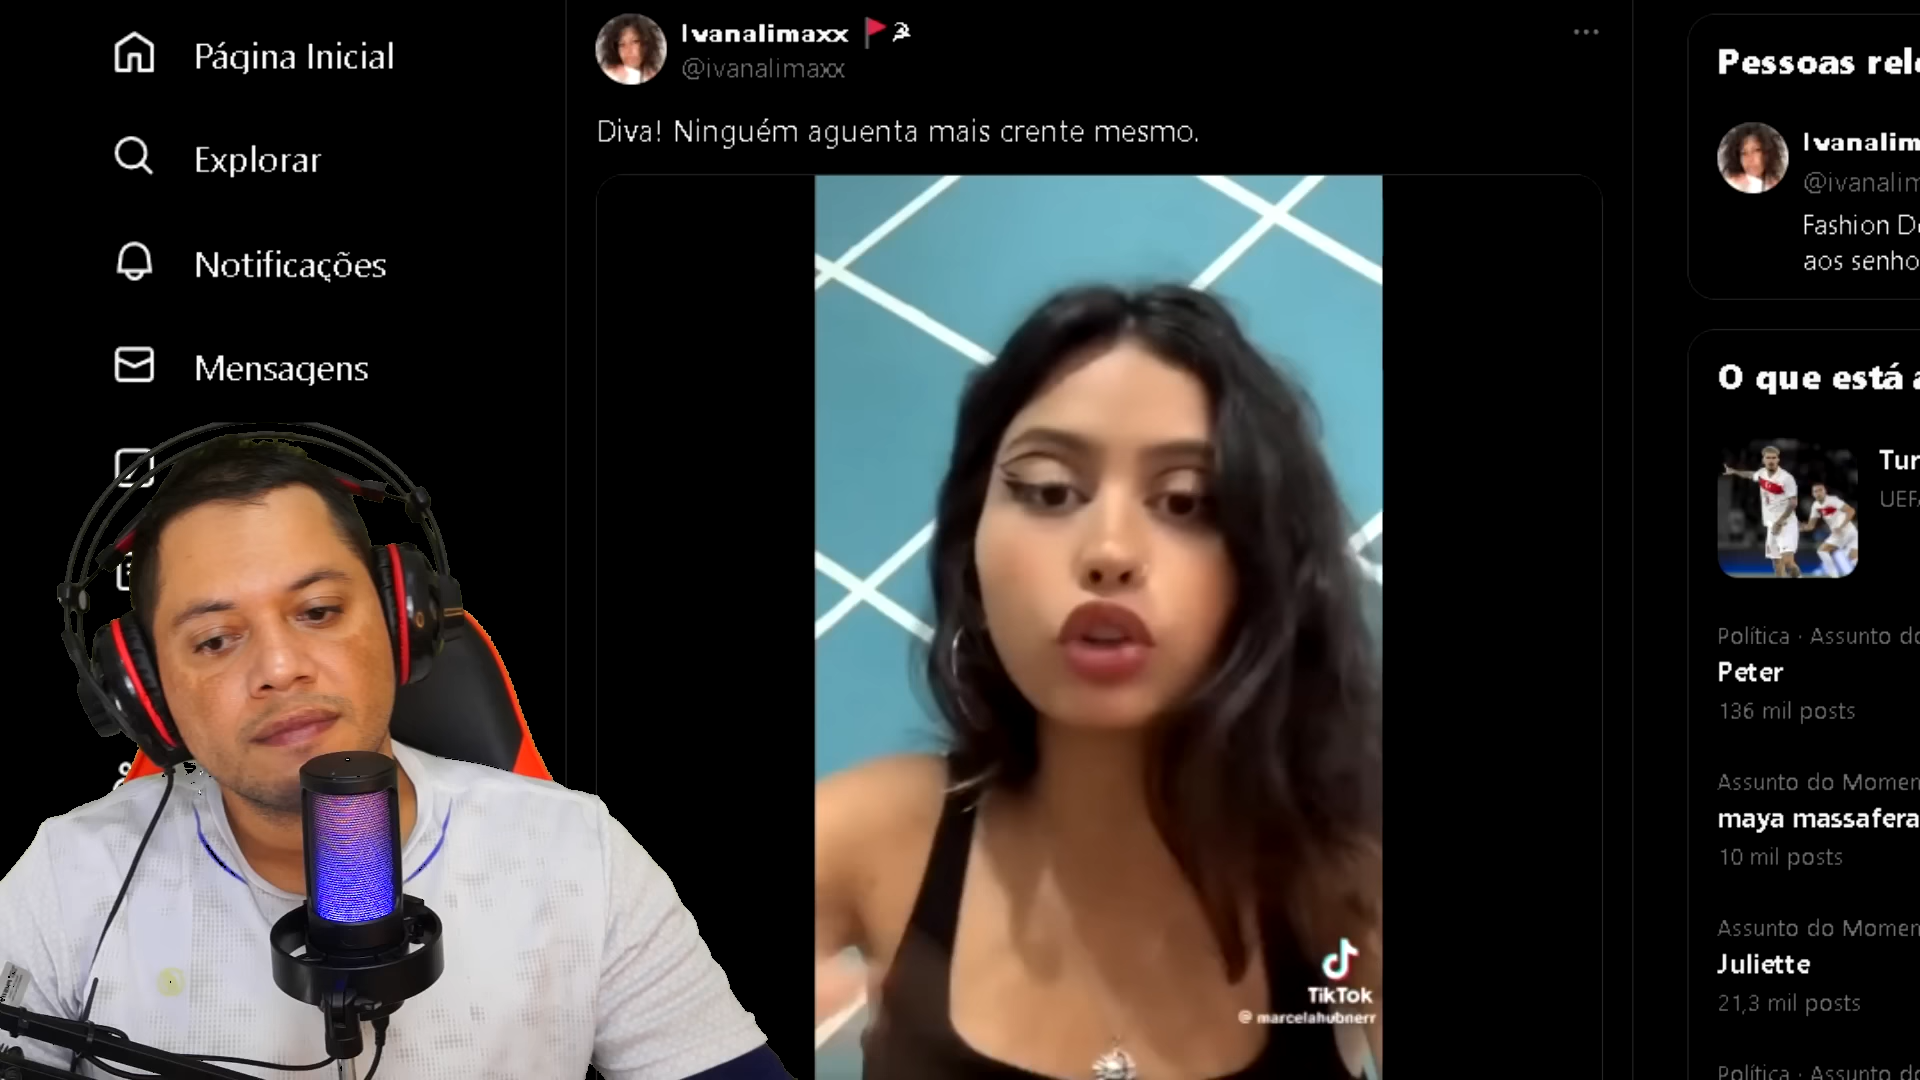 Página Inicial
Explorar
Notificações
Mensagens
Ivanalimaxx
@ivanalimaxx
Diva! Ninguém aguenta mais crente mesmo.
TikTok
@ marcelahubnerr
Pessoas rel
Ivanalim
@ivanalim
Fashion D
aos senho
O que está a
Tur
UEF
Política · Assunto do
Peter
136 mil posts
Assunto do Momen
maya massafera
10 mil posts
Assunto do Momen
Juliette
21,3 mil posts
Política · Assunto do